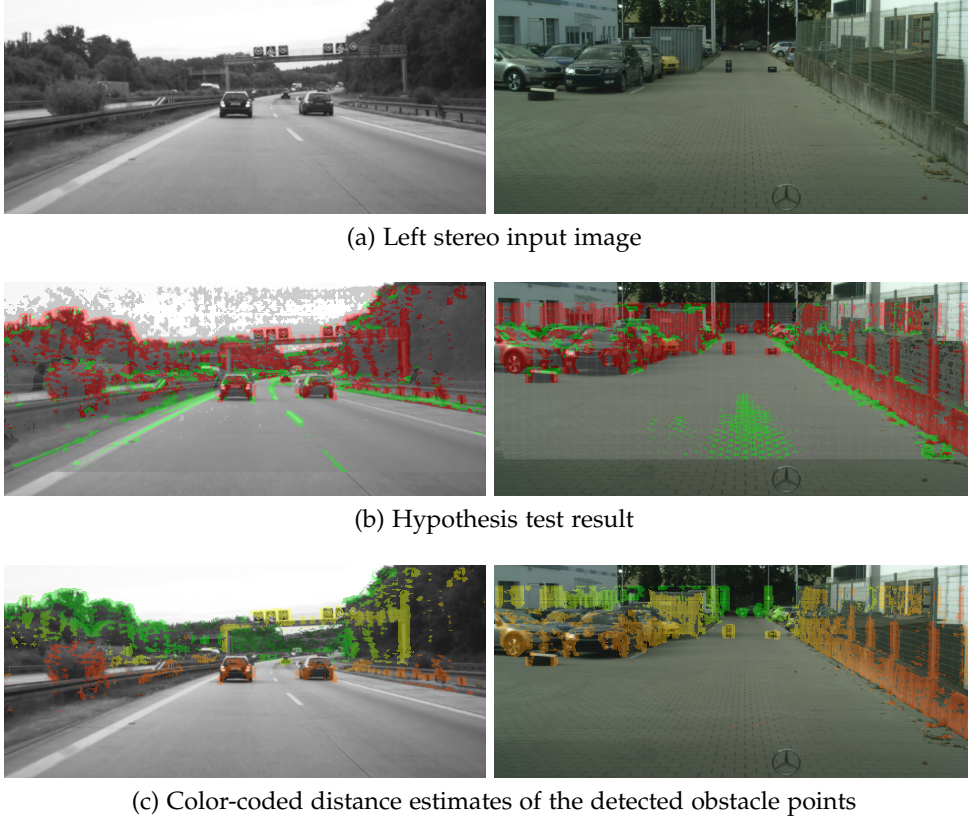 (a) Left stereo input image
(b) Hypothesis test result
(c) Color-coded distance estimates of the detected obstacle points